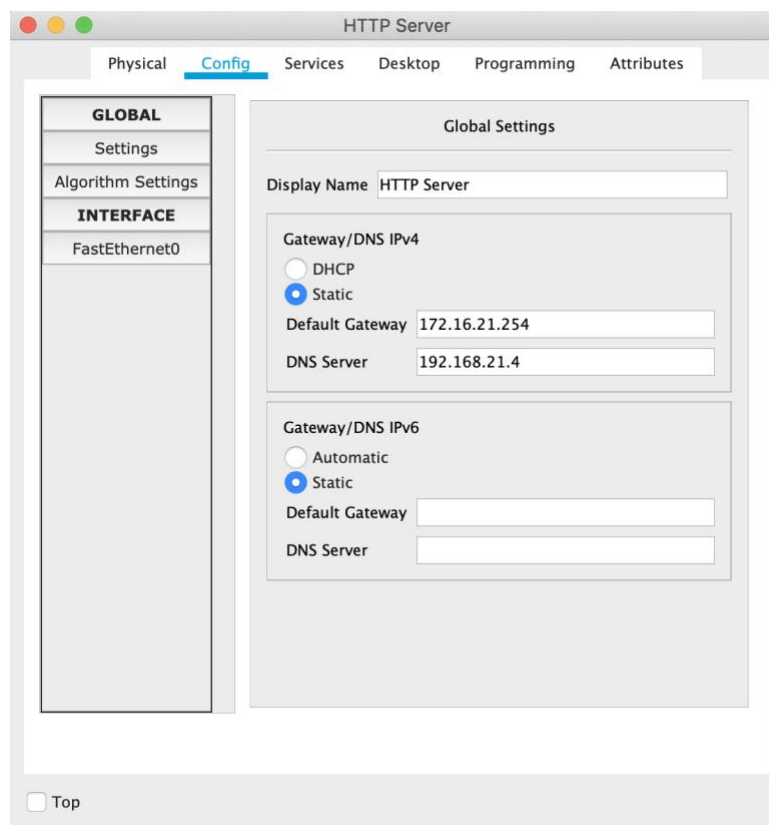 HTTP Server
Physical Config Services Desktop Programming Attributes
GLOBAL
Settings
Algorithm Settings
INTERFACE
FastEthernet0
Global Settings
Display Name HTTP Server
Gateway/DNS IPv4
DHCP
Static
Default Gateway 172.16.21.254
DNS Server 192.168.21.4
Gateway/DNS IPv6
Automatic
Static
Default Gateway
DNS Server
Top